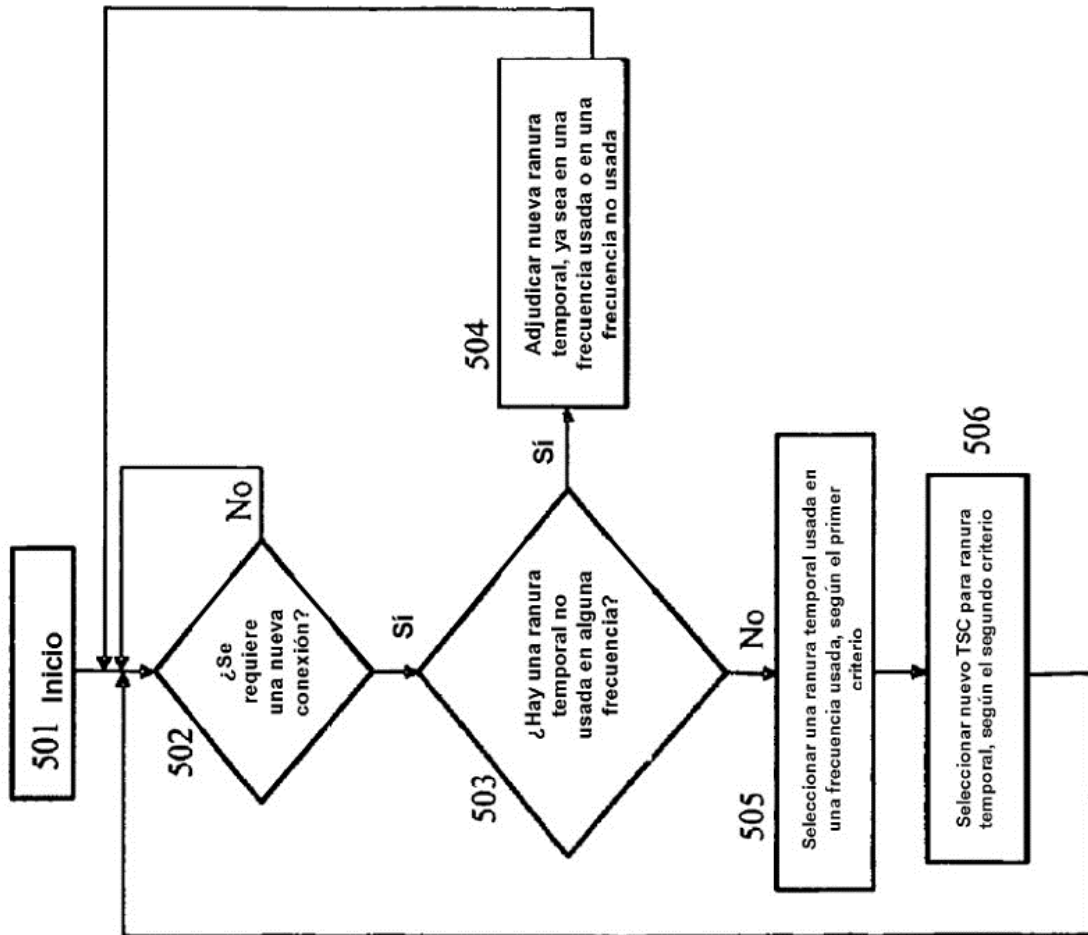 501 Inicio
502
¿Se
requiere
una nueva
conexión?
No
Sí
503
¿Hay una ranura
temporal no
usada en alguna
frecuencia?
Sí
504
Adjudicar nueva ranura
temporal, ya sea en una
frecuencia usada o en una
frecuencia no usada
No
505
Seleccionar una ranura temporal usada en
una frecuencia usada, según el primer
criterio
506
Seleccionar nuevo TSC para ranura
temporal, según el segundo criterio